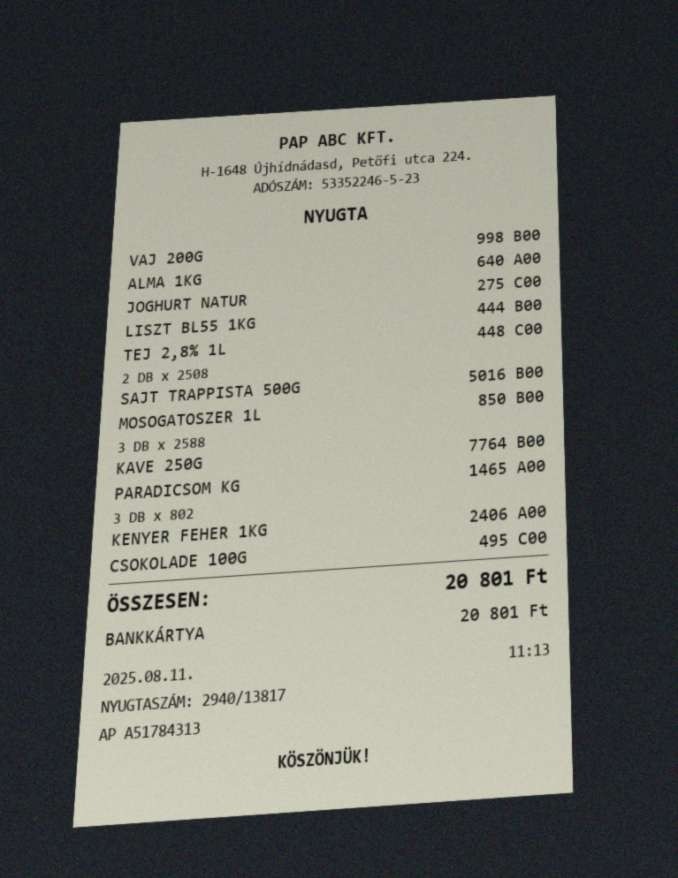 PAP ABC KFT.
H-1648 Újhídnádasd, Petőfi utca 224.
ADÓSZÁM: 53352246-5-23
NYUGTA
VAJ 200G 998 B00
ALMA 1KG 640 A00
JOGHURT NATUR 275 C00
LISZT BL55 1KG 444 B00
TEJ 2,8% 1L 448 C00
2 DB x 2508
SAJT TRAPPISTA 500G 5016 B00
MOSOGATOSZER 1L 850 B00
3 DB x 2588
KAVE 250G 7764 B00
PARADICSOM KG 1465 A00
3 DB x 802
KENYER FEHER 1KG 2406 A00
CSOKOLADE 100G 495 C00
ÖSSZESEN: 20 801 Ft
BANKKÁRTYA 20 801 Ft
2025.08.11. 11:13
NYUGTASZÁM: 2940/13817
AP A51784313
KÖSZÖNJÜK!